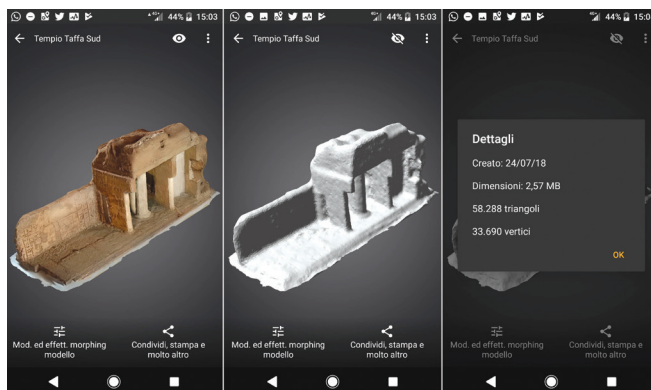 44% 15:03
Tempio Taffa Sud
Mod. ed effett. morphing
modello
Condividi, stampa e
molto altro
44% 15:03
Tempio Taffa Sud
Mod. ed effett. morphing
modello
Condividi, stampa e
molto altro
44% 15:0
Tempio Taffa Sud
Dettagli
Creato: 24/07/18
Dimensioni: 2,57 MB
58.288 triangoli
33.690 vertici
OK
Mod. ed effett. morphing
modello
Condividi, stampa e
molto altro